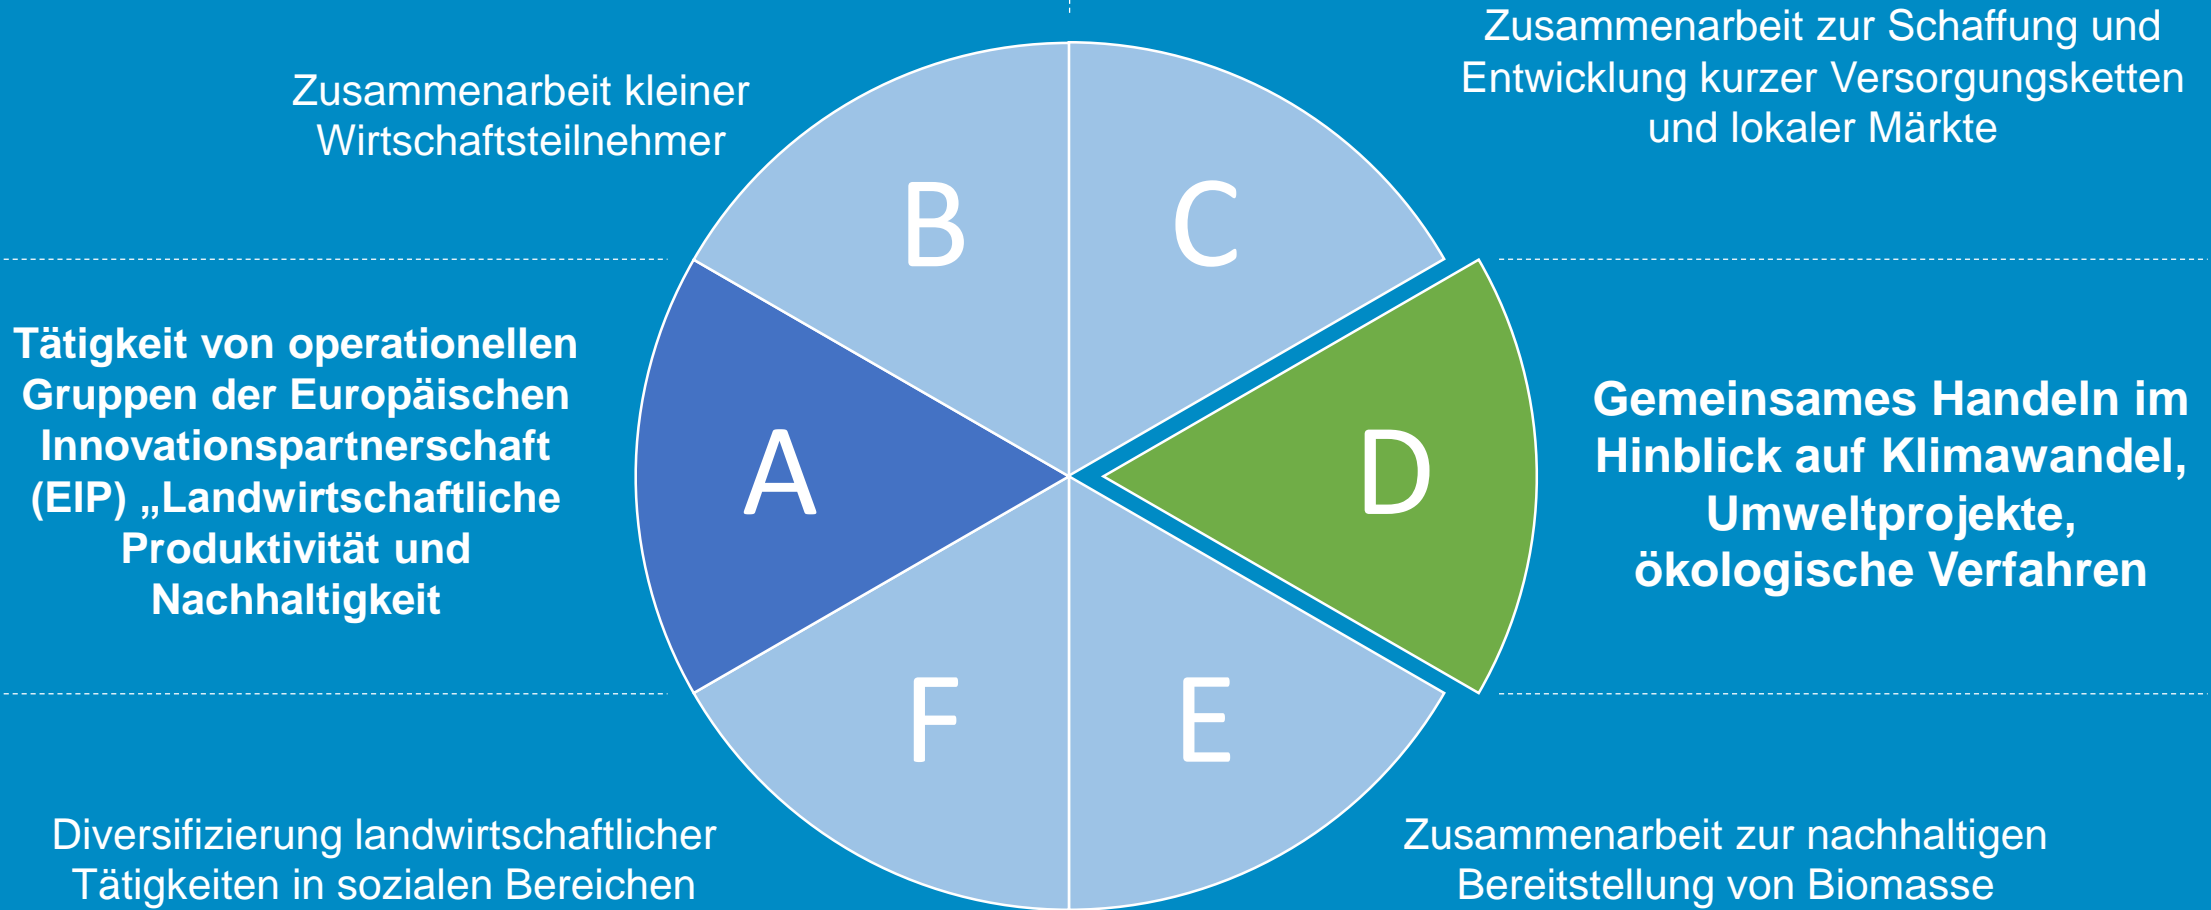 Zusammenarbeit kleiner
Wirtschaftsteilnehmer
Zusammenarbeit zur Schaffung und
Entwicklung kurzer Versorgungsketten
und lokaler Märkte
B
C
Tätigkeit von operationellen
Gruppen der Europäischen
Innovationspartnerschaft
(EIP) „Landwirtschaftliche
Produktivität und
Nachhaltigkeit
A
D
Gemeinsames Handeln im
Hinblick auf Klimawandel,
Umweltprojekte,
ökologische Verfahren
F
E
Diversifizierung landwirtschaftlicher
Tätigkeiten in sozialen Bereichen
Zusammenarbeit zur nachhaltigen
Bereitstellung von Biomasse